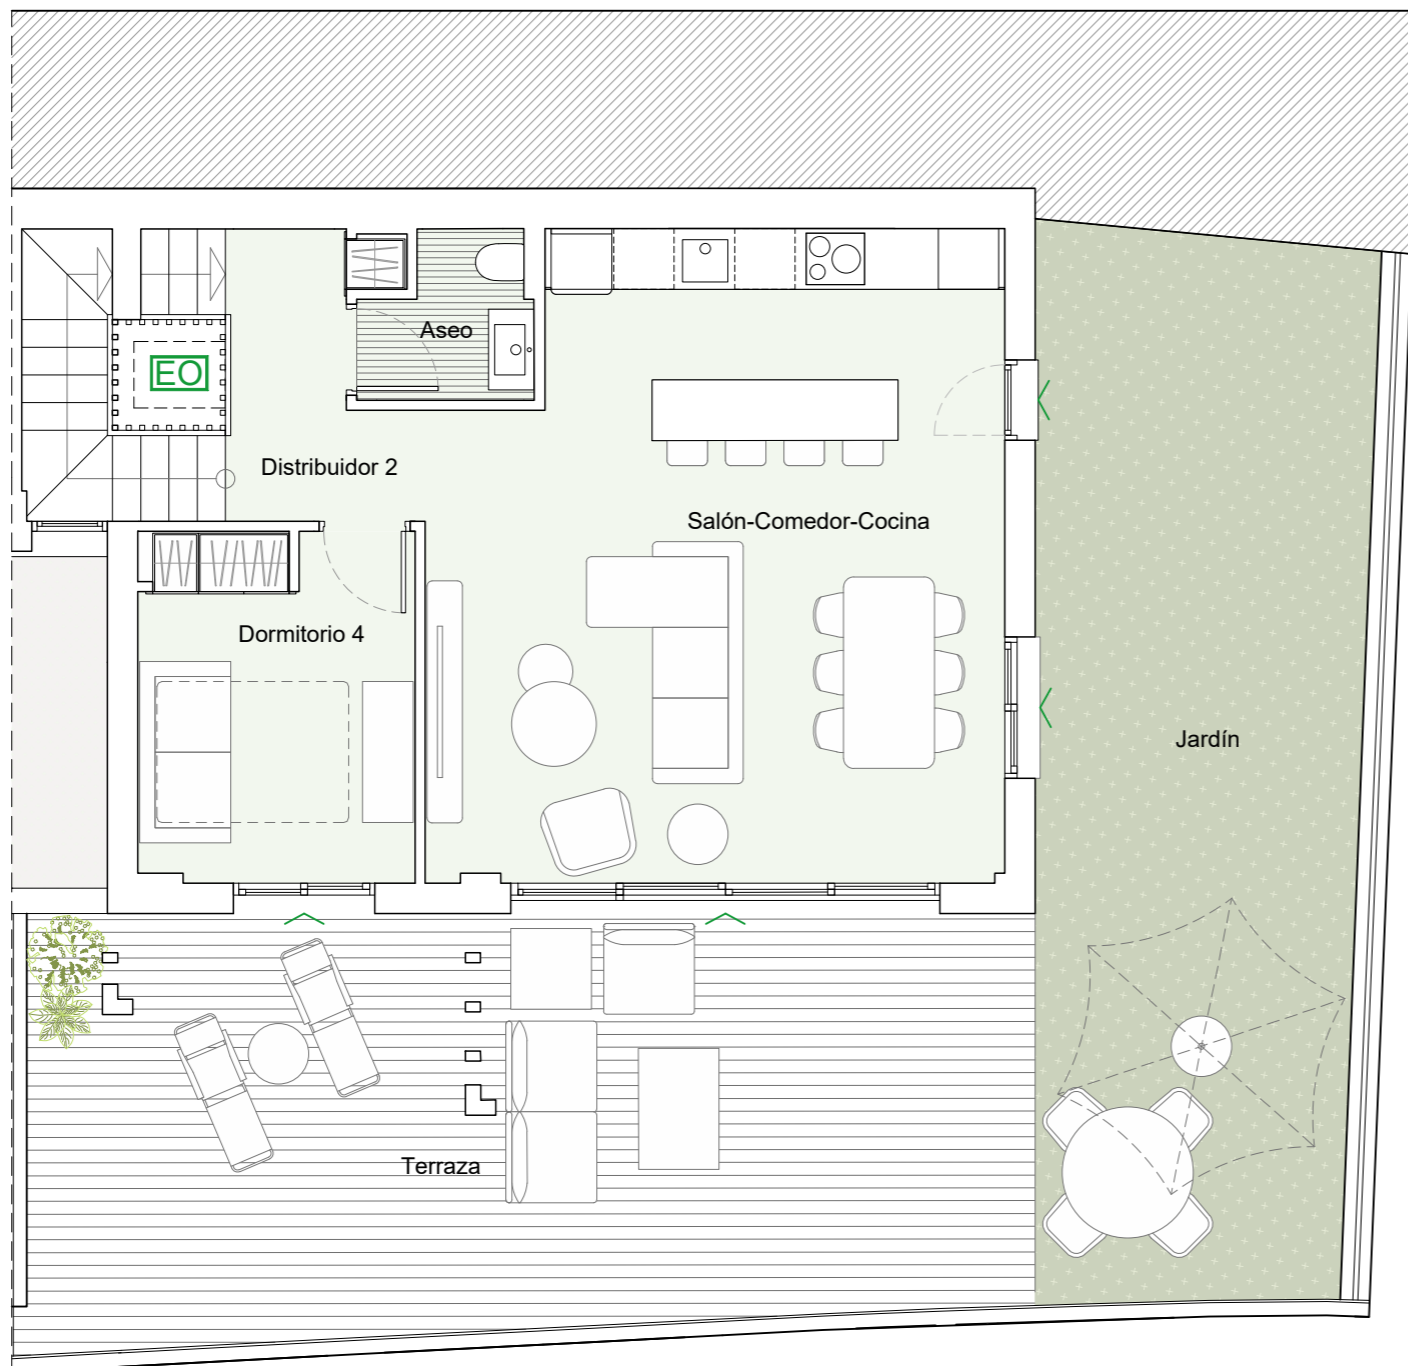 Aseo
EO
Distribuidor 2
Salón-Comedor-Cocina
Dormitorio 4
Jardín
Terraza